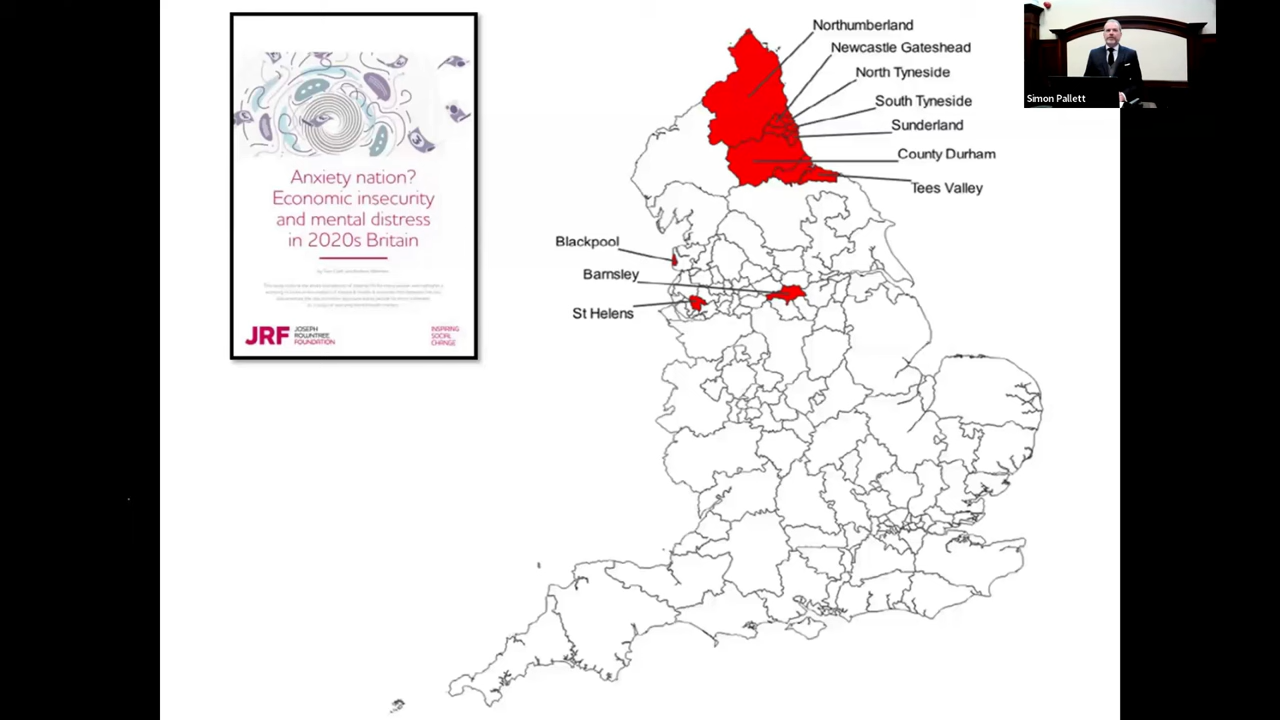 Anxiety nation?
Economic insecurity
and mental distress
in 2020s Britain
JRF
JOSEPH
ROWNTREE
FOUNDATION
INSPIRING
SOCIAL
CHANGE
Northumberland
Newcastle Gateshead
North Tyneside
South Tyneside
Sunderland
County Durham
Tees Valley
Blackpool
Barnsley
St Helens
Simon Pallett